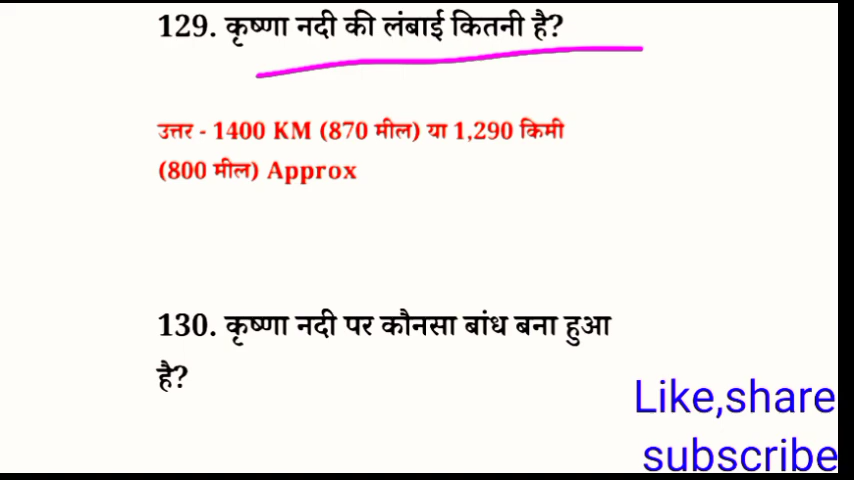 129. कृष्णा नदी की लंबाई कितनी है?
उत्तर - 1400 KM (870 मील) या 1,290 किमी
(800 मील) Approx
130. कृष्णा नदी पर कौनसा बांध बना हुआ
है?
Like,share
subscribe